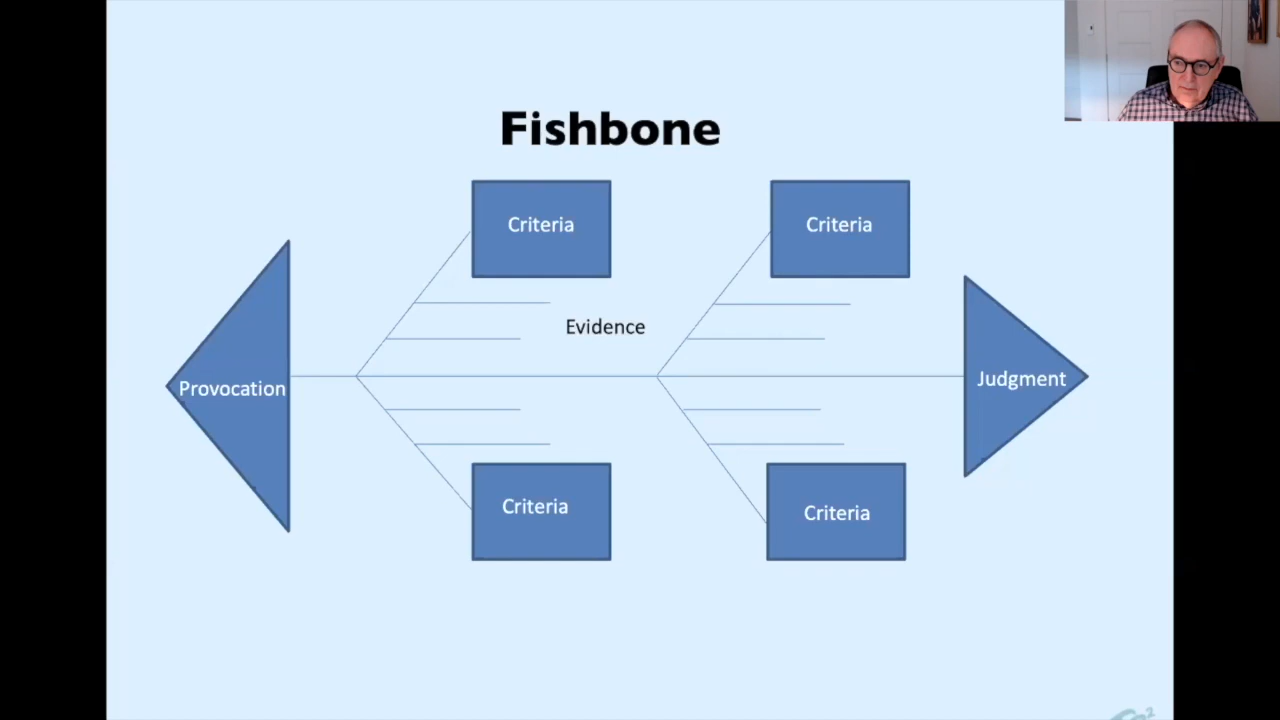 Fishbone
Criteria
Criteria
Evidence
Provocation
Judgment
Criteria
Criteria